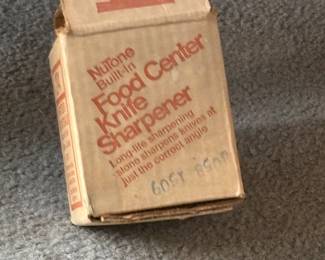 NuTone
Built-In
Food Center
Knife
Sharpener
Long-life sharpening
stone sharpens knives at
just the correct angle